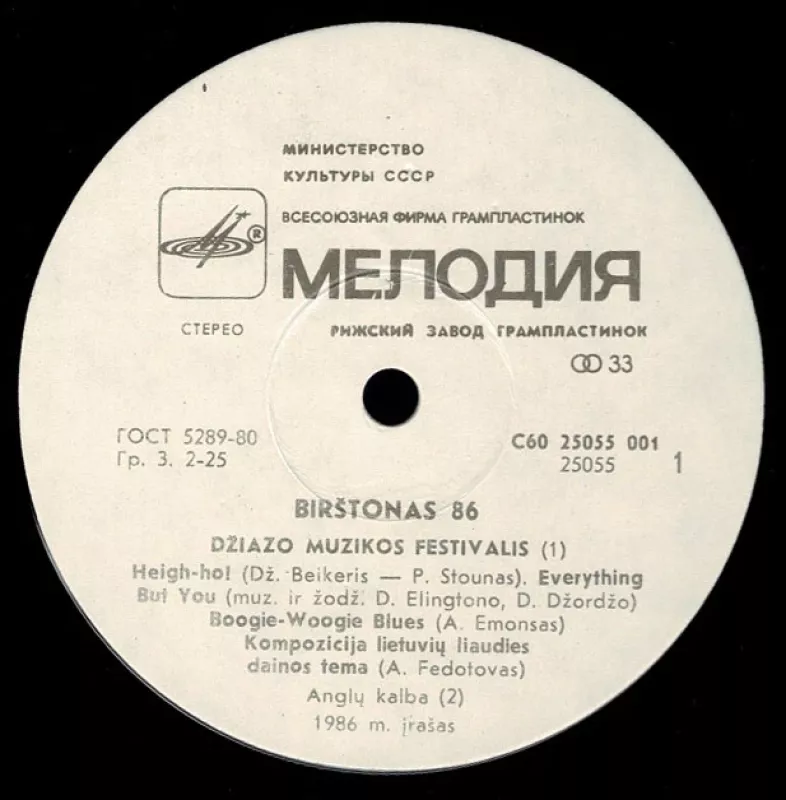 МИНИСТЕРСТВО
КУЛЬТУРЫ СССР
ВСЕСОЮЗНАЯ ФИРМА ГРАМПЛАСТИНОК
®
МЕЛОДИЯ
СТЕРЕО
РИЖСКИЙ ЗАВОД ГРАМПЛАСТИНОК
33
ГОСТ 5289-80
Гр. 3. 2-25
С60 25055 001
25055
1
BIRŠTONAS 86
DŽIAZO MUZIKOS FESTIVALIS (1)
Heigh-ho! (Dž. Beikeris — P. Stounas). Everything
But You (muz. ir žodž. D. Elingtono, D. Džordžo)
Boogie-Woogie Blues (A. Emonsas)
Kompozicija lietuvių liaudies
dainos tema (A. Fedotovas)
Anglų kalba (2)
1986 m. įrašas